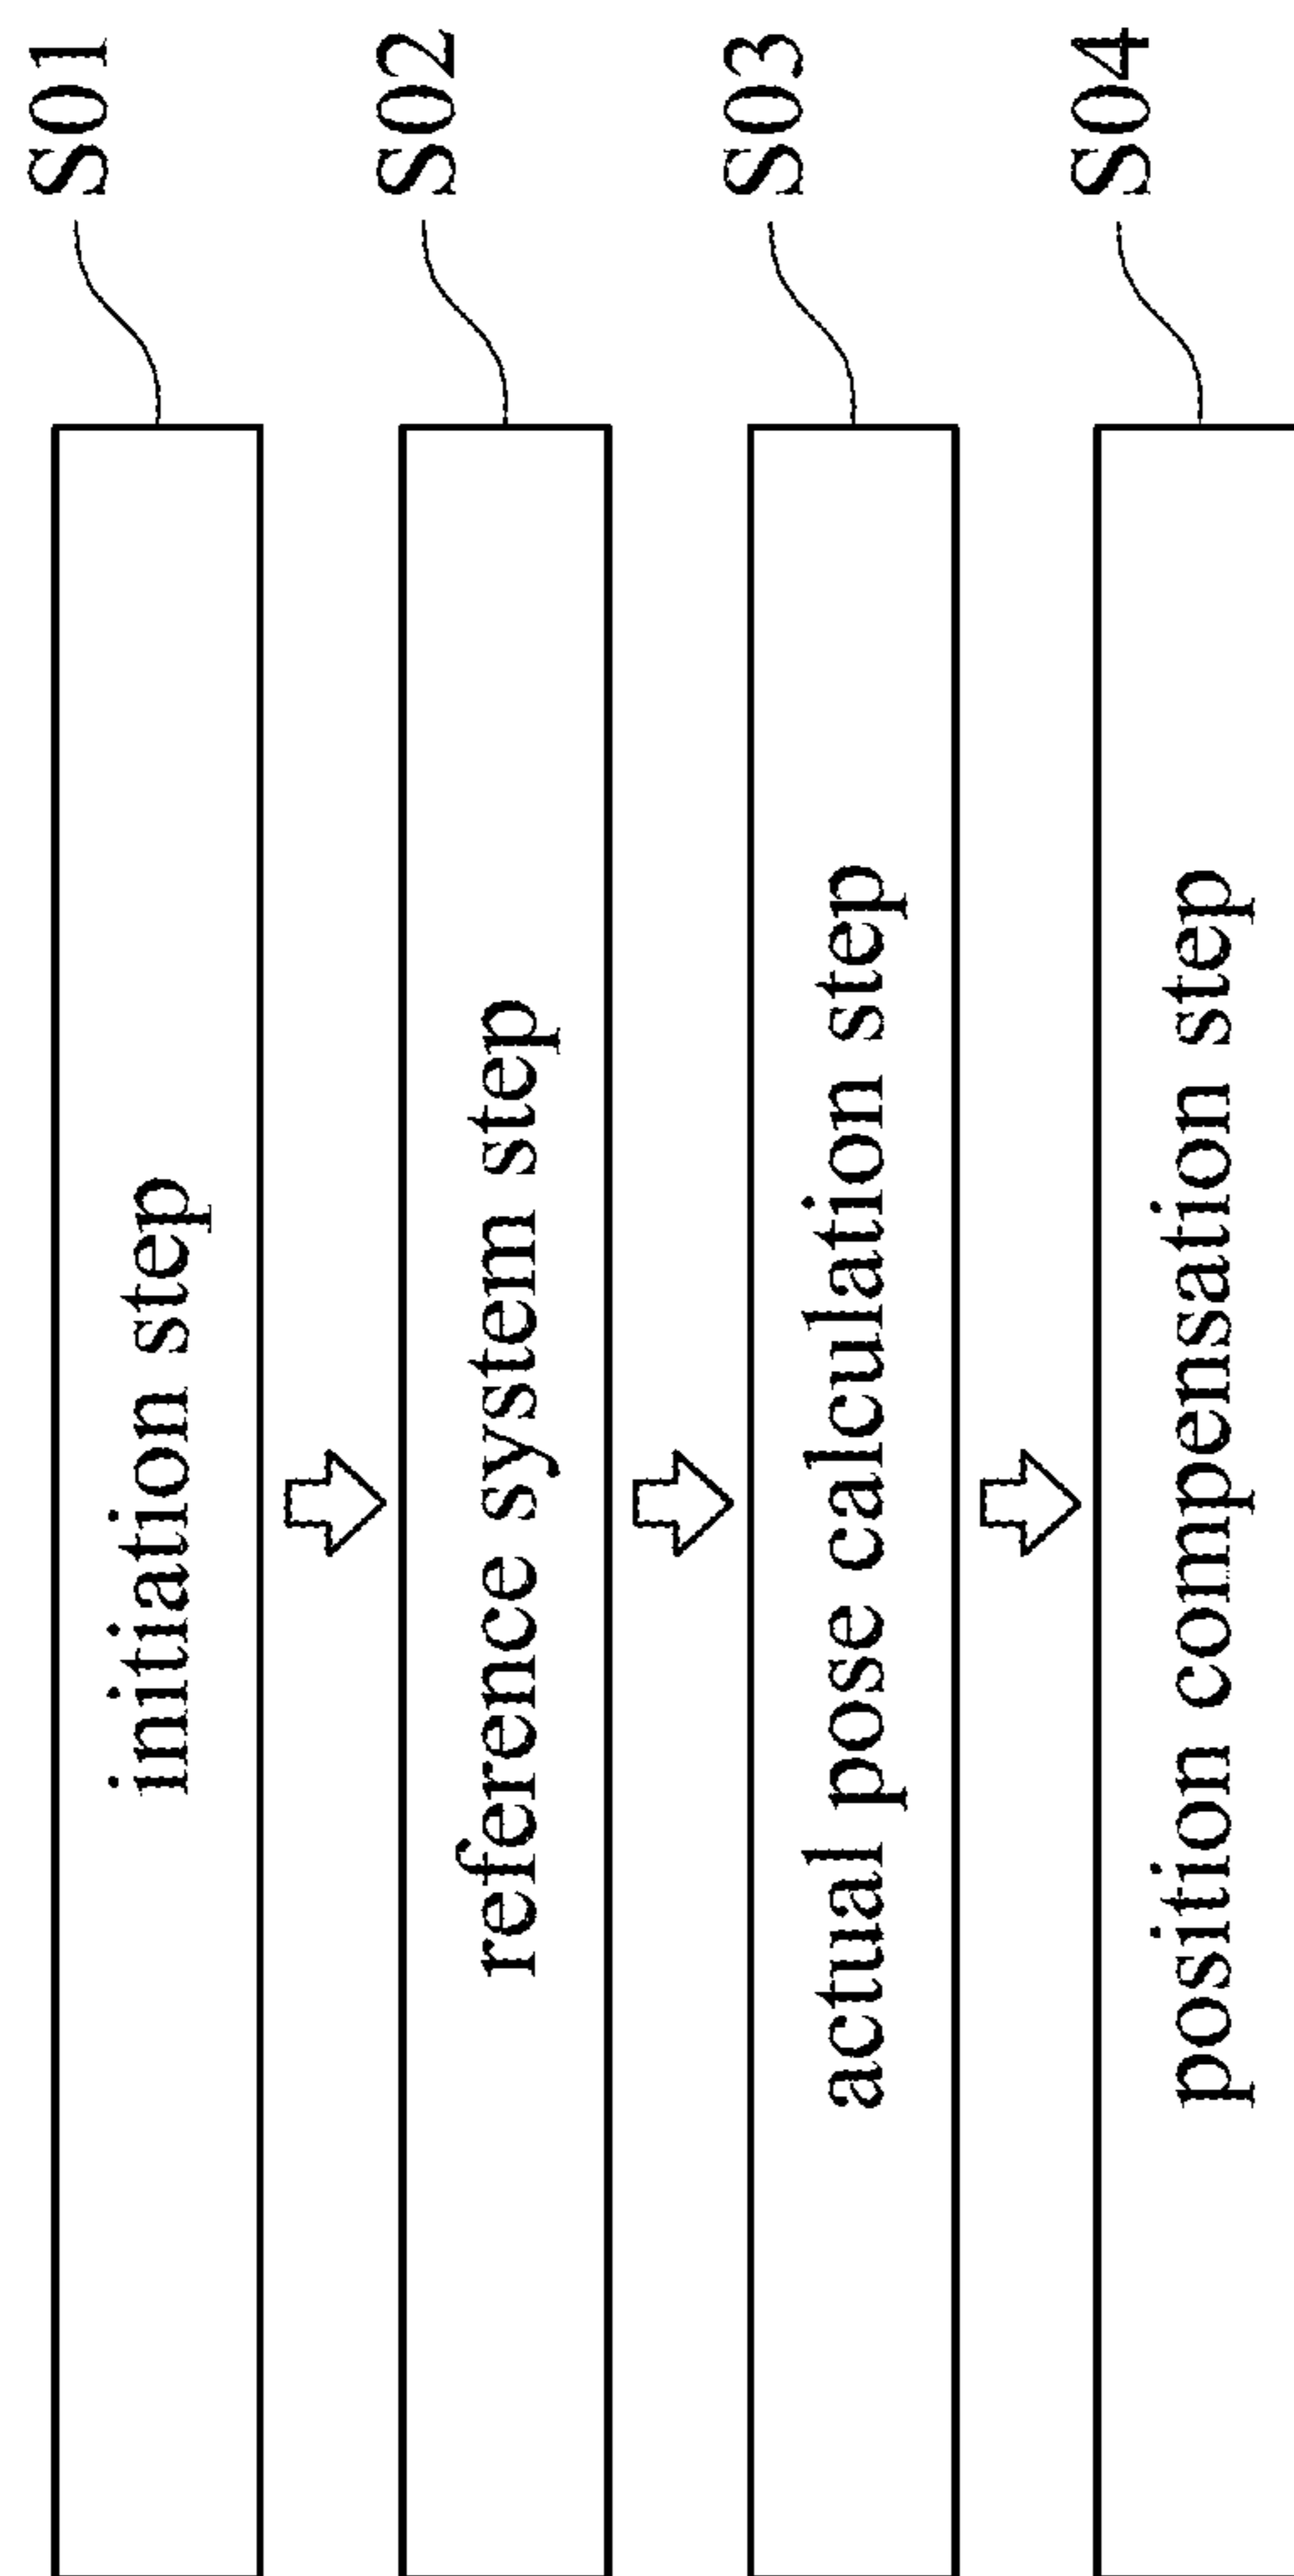 initiation step
S01
reference system step
S02
actual pose calculation step
S03
position compensation step
S04